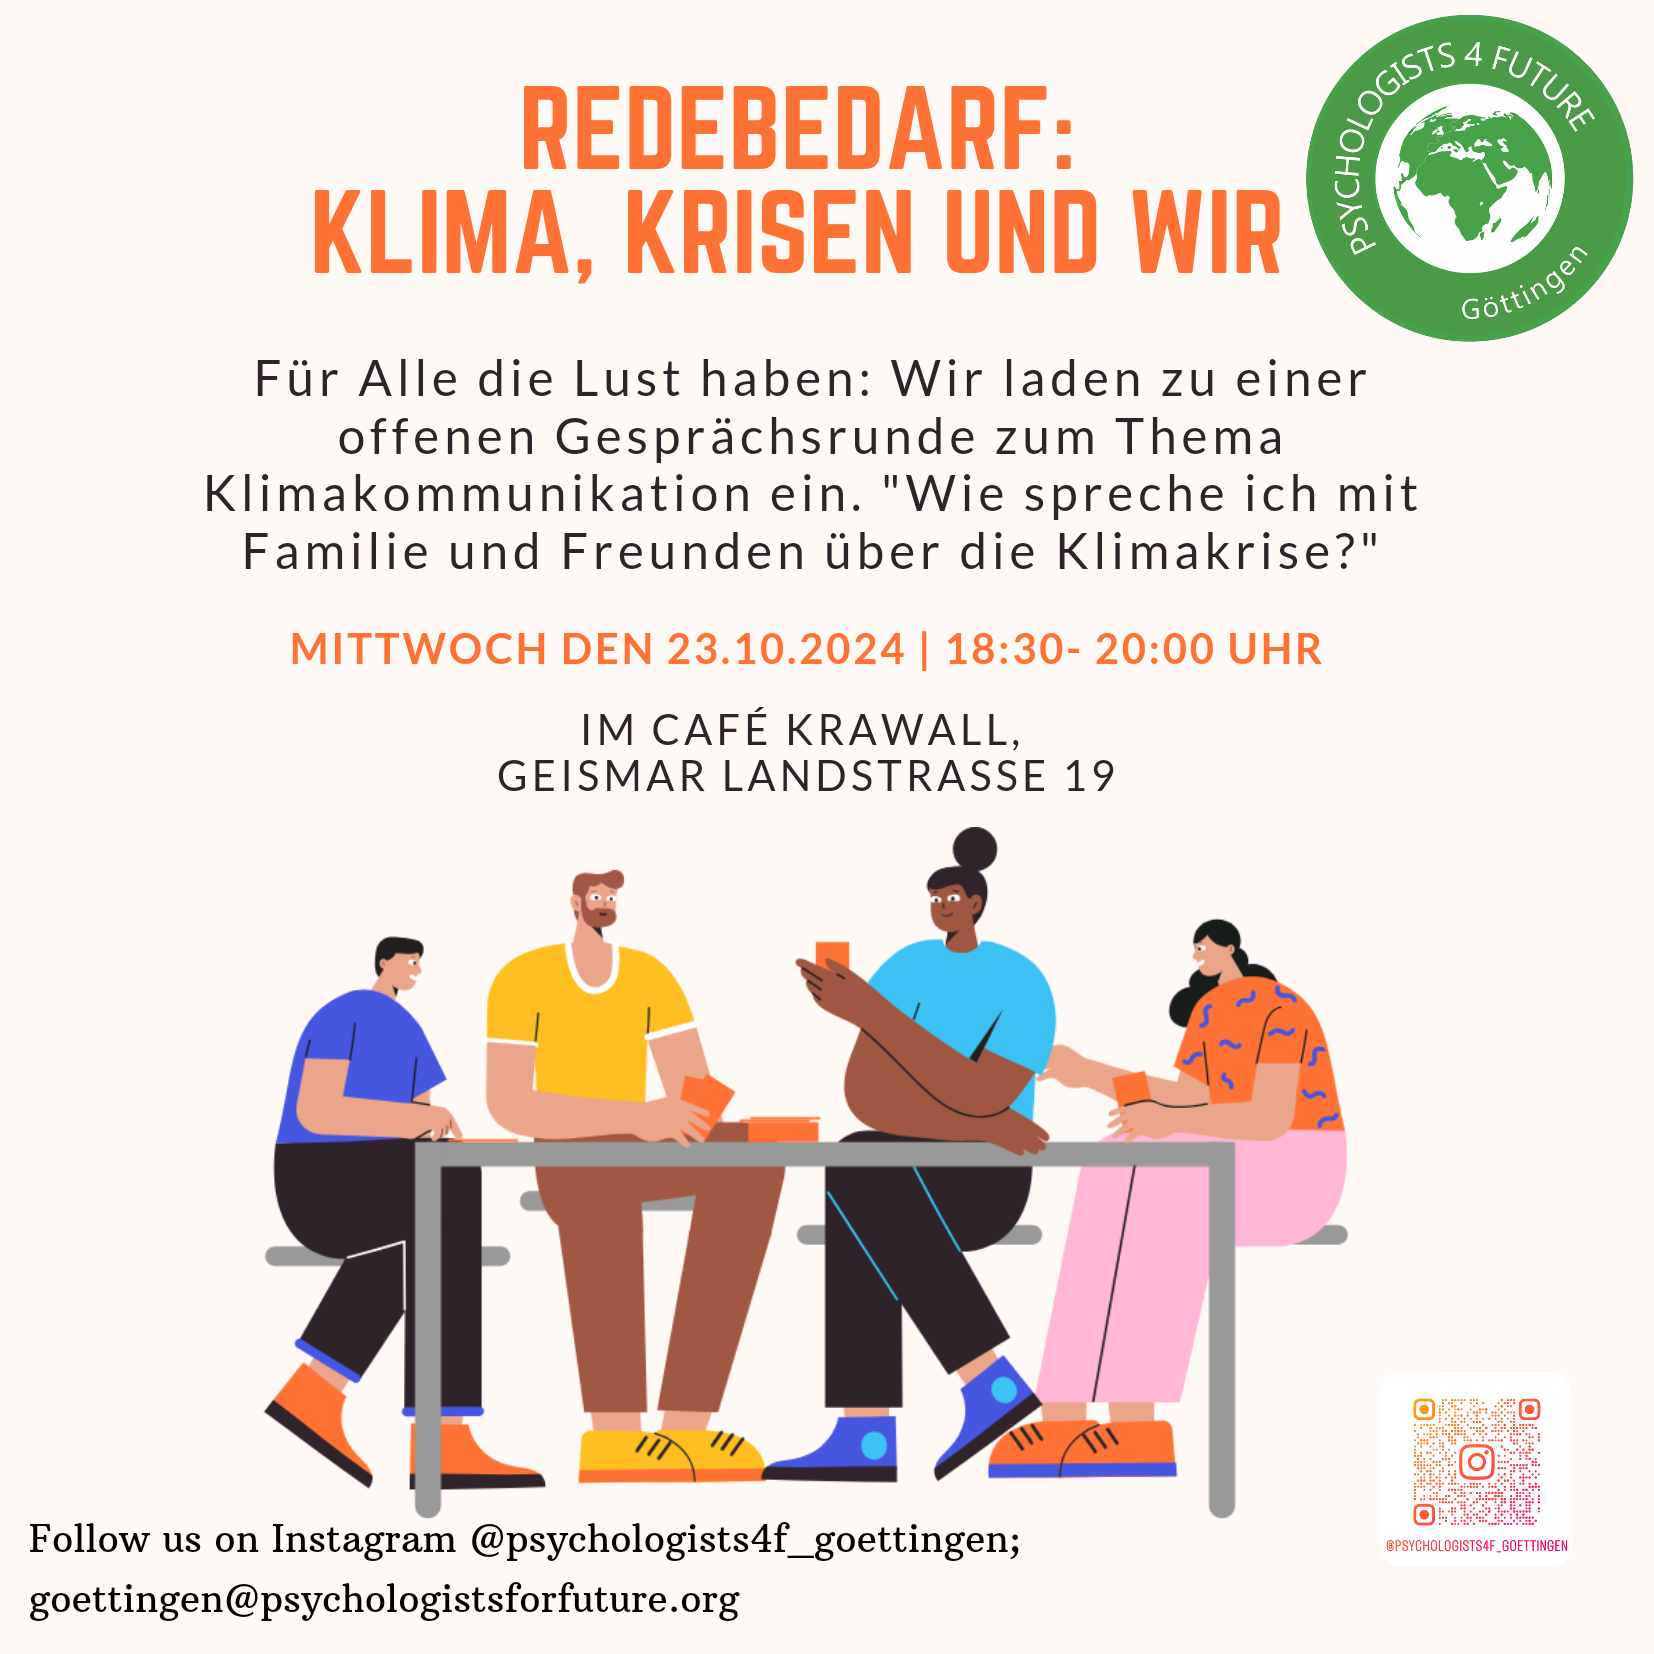 REDEBEDARF:
KLIMA, KRISEN UND WIR
PSYCHOLOGISTS 4 FUTURE
Göttingen
Für Alle die Lust haben: Wir laden zu einer
offenen Gesprächsrunde zum Thema
Klimakommunikation ein. "Wie spreche ich mit
Familie und Freunden über die Klimakrise?"
MITTWOCH DEN 23.10.2024 | 18:30- 20:00 UHR
IM CAFÉ KRAWALL,
GEISMAR LANDSTRASSE 19
@PSYCHOLOGISTS4F_GOETTINGEN
Follow us on Instagram @psychologists4f_goettingen;
goettingen@psychologistsforfuture.org